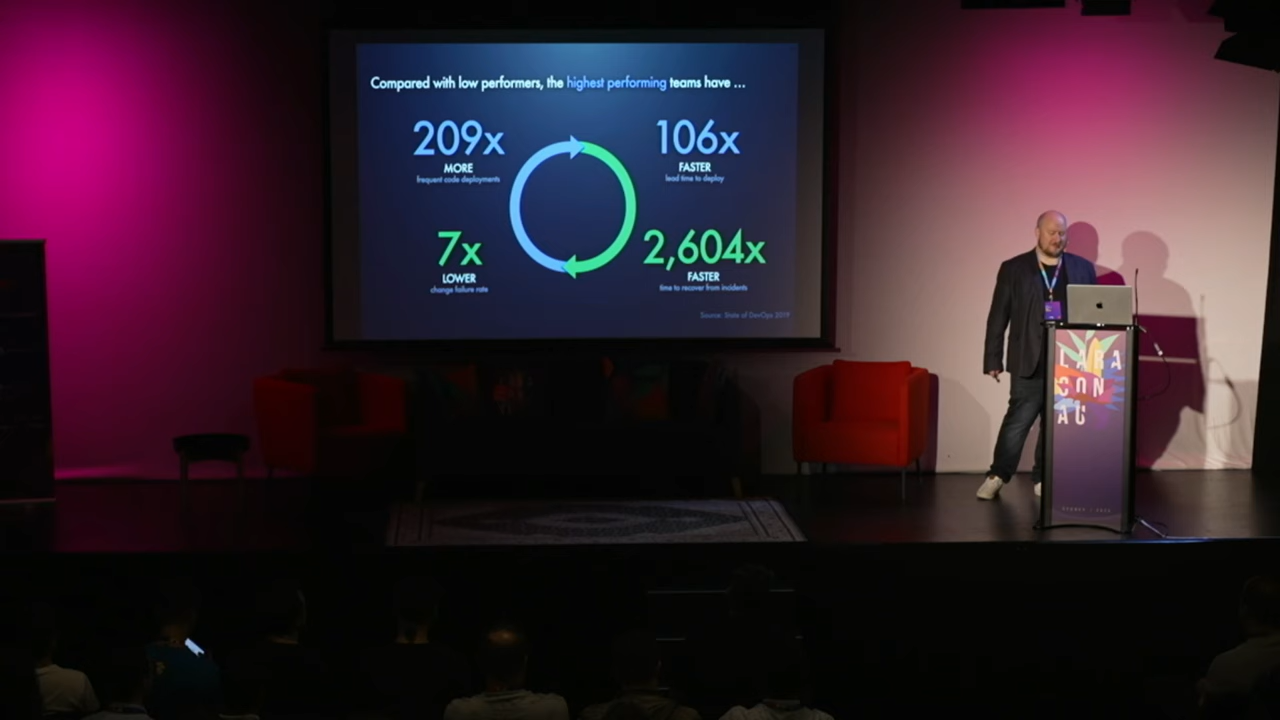 Compared with low performers, the highest performing teams have ...
209x
MORE
frequent code deployments
106x
FASTER
lead time to deploy
7x
LOWER
change failure rate
2,604x
FASTER
time to recover from incidents
Source: State of DevOps 2019
LARA
CON
AU